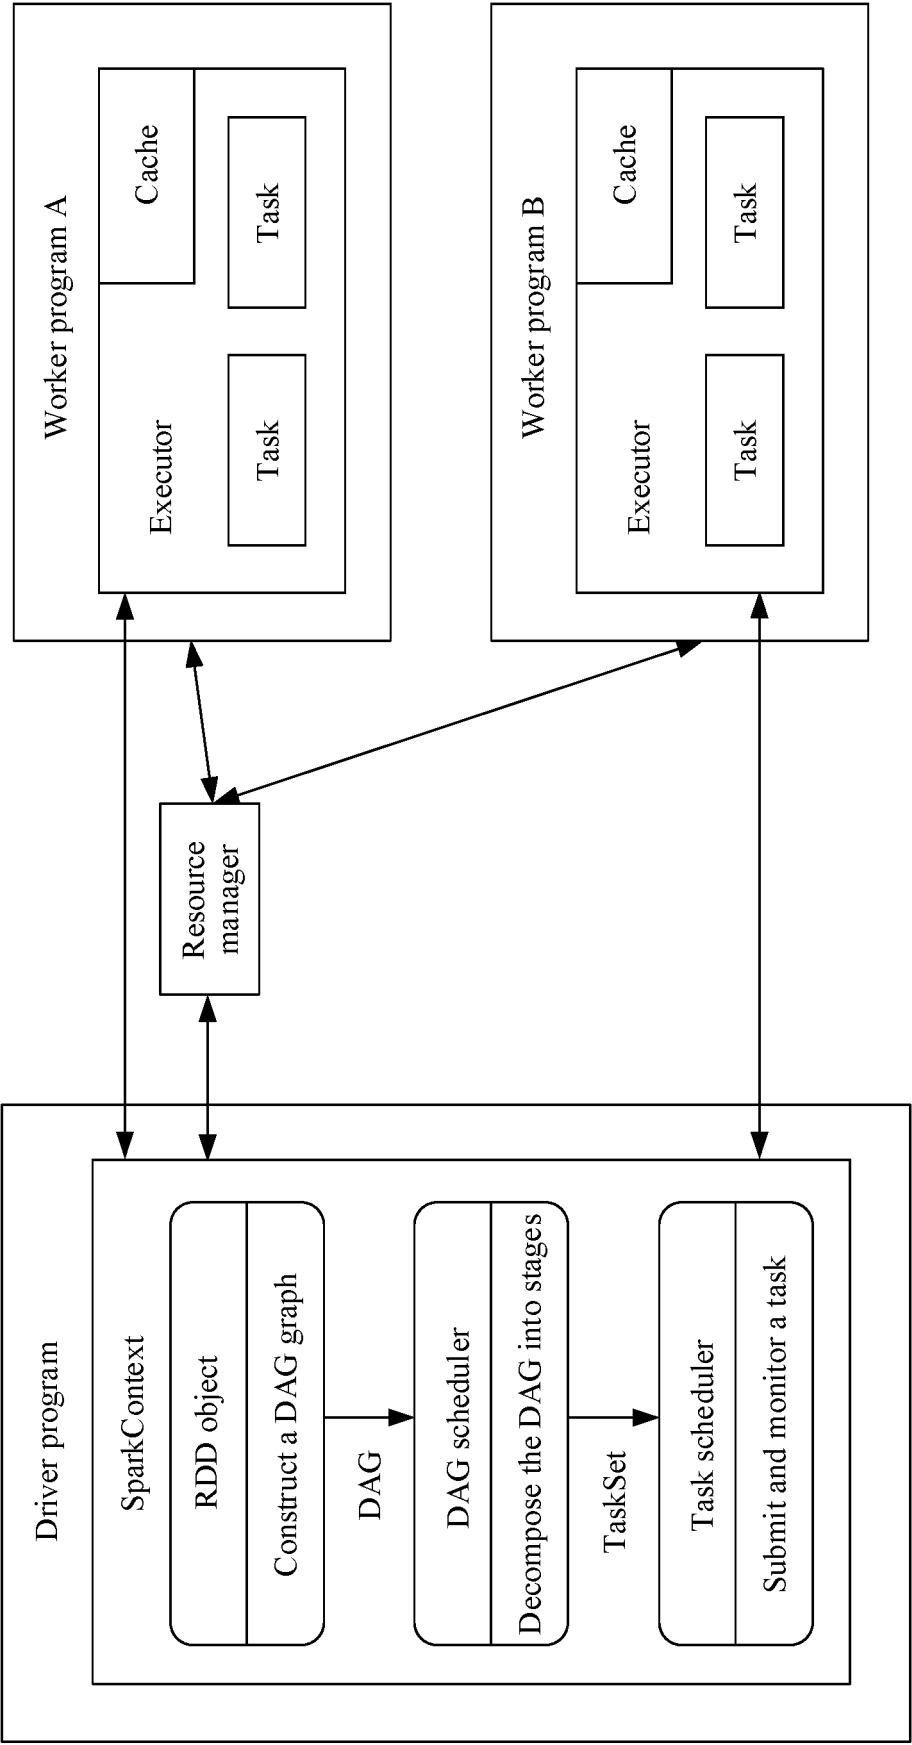 Driver program
SparkContext
RDD object
Construct a DAG graph
DAG
DAG scheduler
Decompose the DAG into stages
TaskSet
Task scheduler
Submit and monitor a task
Resource
manager
Worker program A
Executor
Cache
Task
Task
Worker program B
Executor
Cache
Task
Task